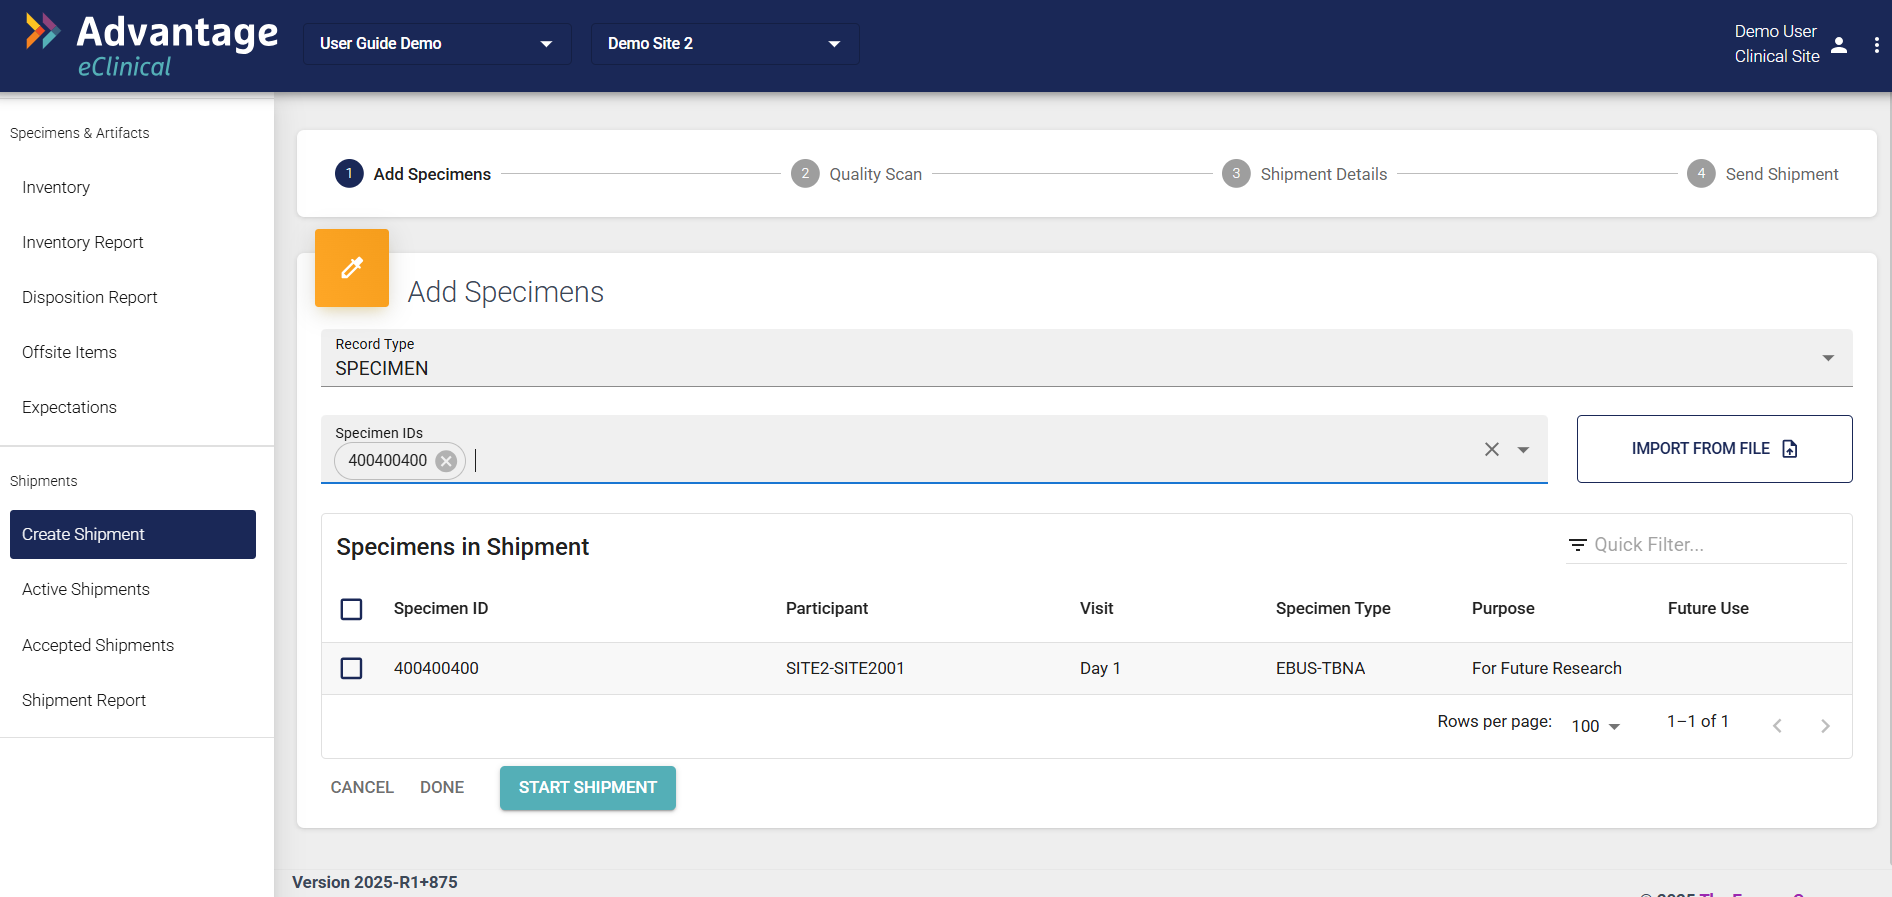 Advantage
eClinical
User Guide Demo
Demo Site 2
Demo User
Clinical Site
Specimens & Artifacts
Inventory
Inventory Report
Disposition Report
Offsite Items
Expectations
Shipments
Create Shipment
Active Shipments
Accepted Shipments
Shipment Report
1 Add Specimens
2 Quality Scan
3 Shipment Details
4 Send Shipment
Add Specimens
Record Type
SPECIMEN
Specimen IDs
400400400
IMPORT FROM FILE
Specimens in Shipment
Quick Filter...
Specimen ID Participant Visit Specimen Type Purpose Future Use
400400400 SITE2-SITE2001 Day 1 EBUS-TBNA For Future Research
Rows per page: 100 1–1 of 1
CANCEL DONE START SHIPMENT
Version 2025-R1+875